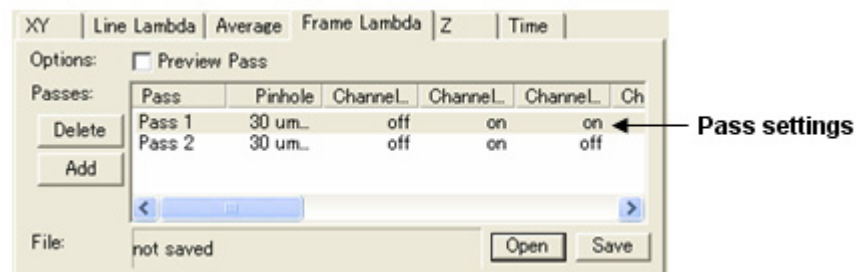 XY Line Lambda Average Frame Lambda Z Time
Options: Preview Pass
Passes: Pass Pinhole Channel... Channel... Channel... Ch
Delete Pass 1 30 um... off on on Pass settings
Pass 2 30 um... off on off
Add
File: not saved Open Save